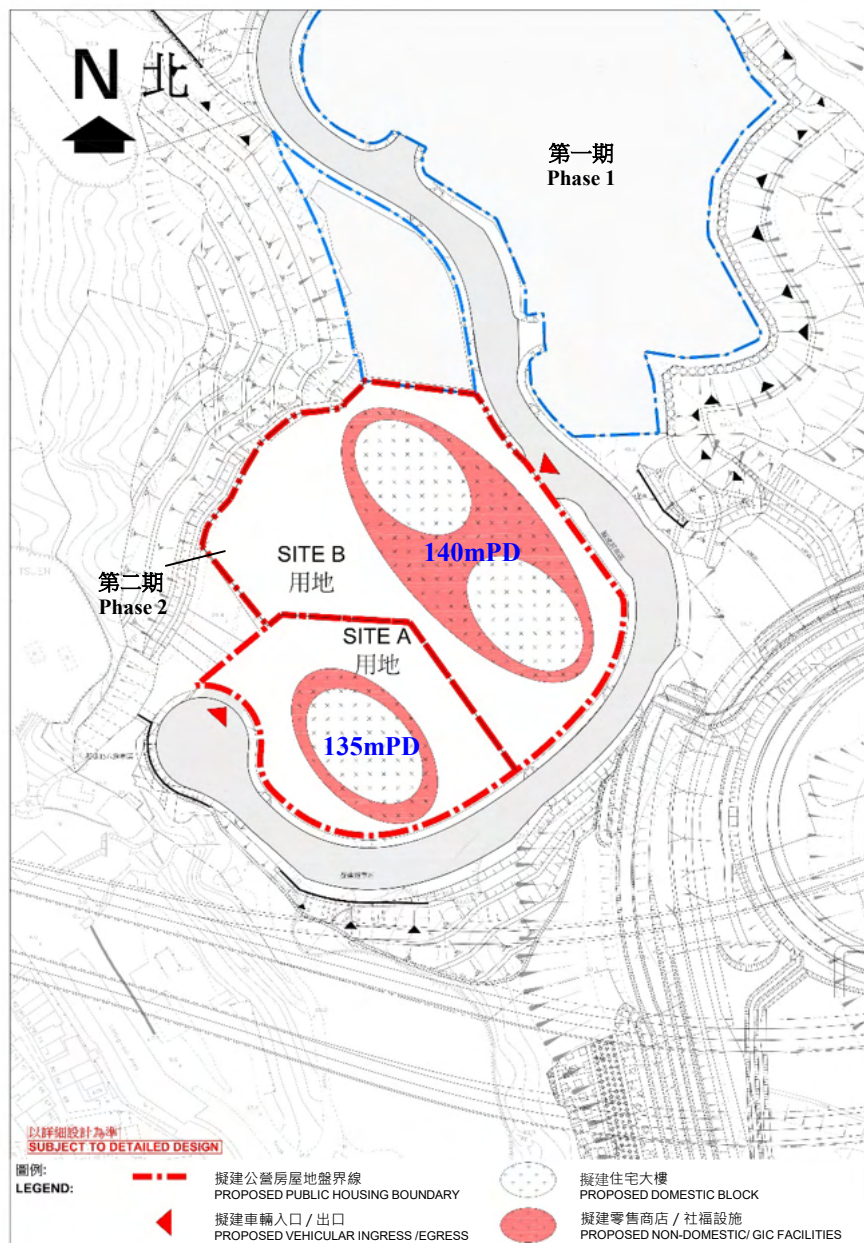 N 北
第一期
Phase 1
SITE B
用地
140mPD
第二期
Phase 2
SITE A
用地
135mPD
以詳細設計為準
SUBJECT TO DETAILED DESIGN
圖例:
LEGEND:
擬建公營房屋地盤界線
PROPOSED PUBLIC HOUSING BOUNDARY
擬建車輛入口 / 出口
PROPOSED VEHICULAR INGRESS /EGRESS
擬建住宅大樓
PROPOSED DOMESTIC BLOCK
擬建零售商店 / 社福設施
PROPOSED NON-DOMESTIC/ GIC FACILITIES